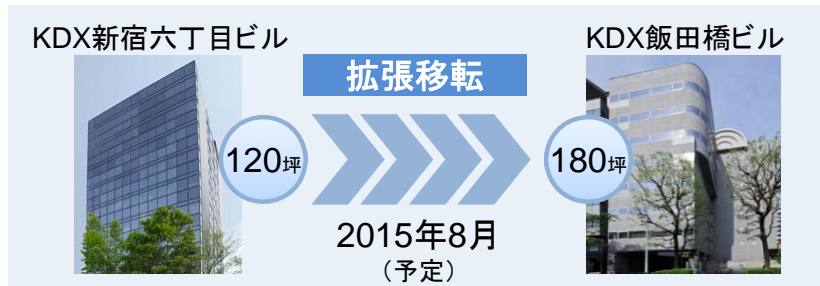 KDX新宿六丁目ビル
KDX飯田橋ビル
拡張移転
120坪
180坪
2015年8月
（予定）